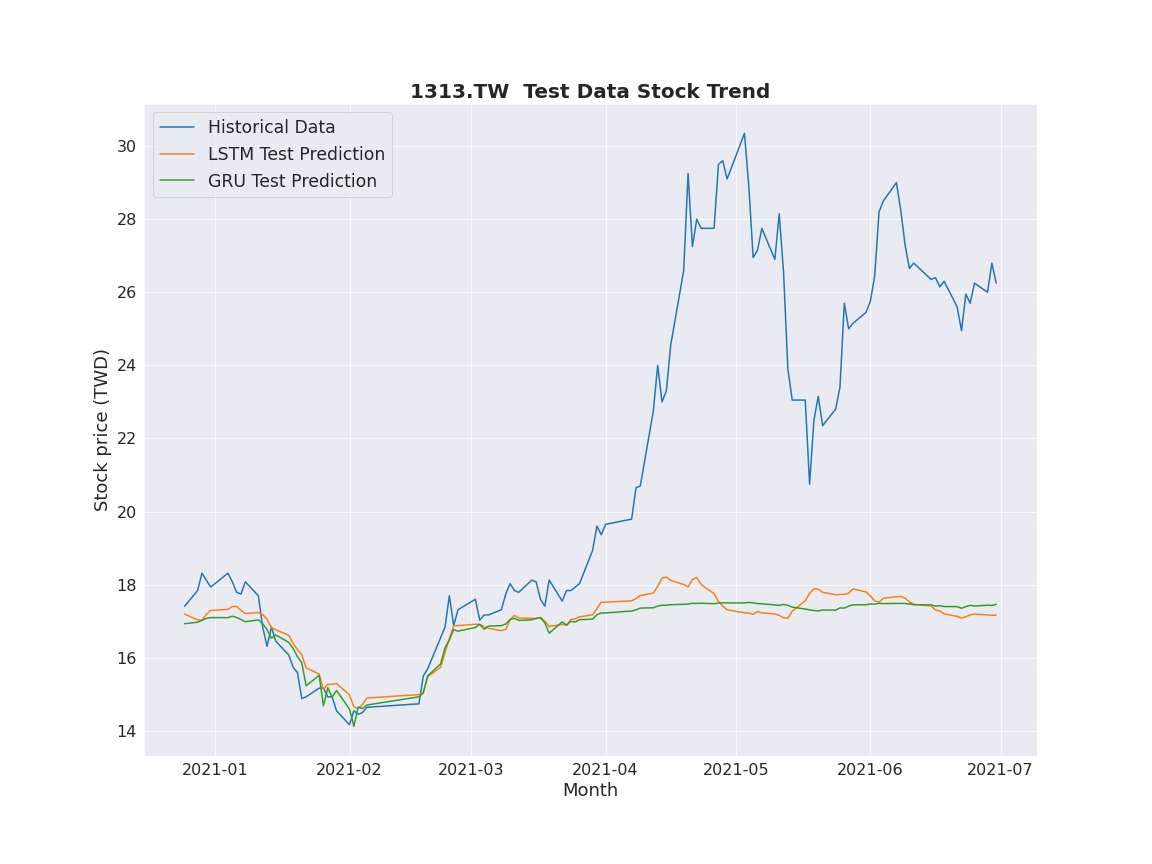 1313.TW  Test Data Stock Trend
Historical Data
LSTM Test Prediction
GRU Test Prediction
Stock price (TWD)
30
28
26
24
22
20
18
16
14
2021-01 2021-02 2021-03 2021-04 2021-05 2021-06 2021-07
Month